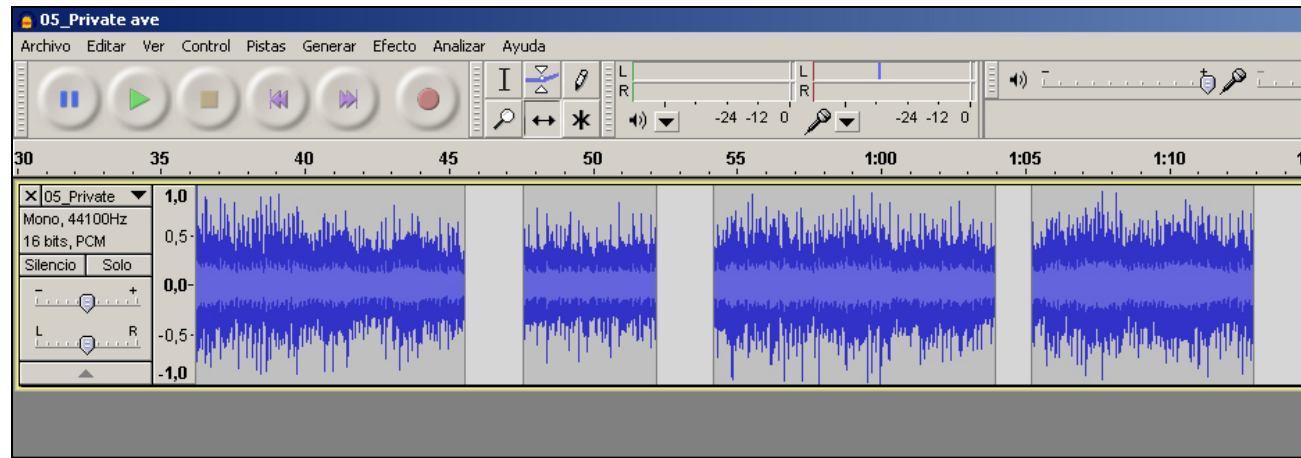 05_Private ave
Archivo Editar Ver Control Pistas Generar Efecto Analizar Ayuda
L
R
-24 -12 0
L
R
-24 -12 0
30 35 40 45 50 55 1:00 1:05 1:10 1
05_Private
Mono, 44100Hz
16 bits, PCM
Silencio Solo
- +
L R
1,0
0,5-
0,0-
-0,5-
-1,0